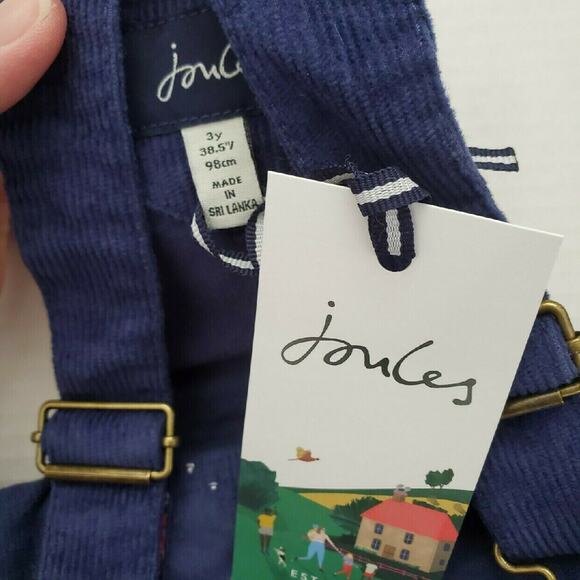 joules
3y
38.5"/
98cm
MADE
IN
SRI LANKA
joules
EST